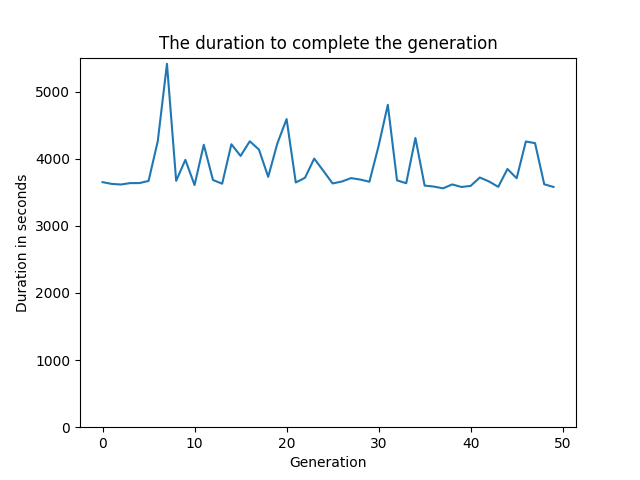 The duration to complete the generation
5000
4000
3000
2000
1000
0
Duration in seconds
0 10 20 30 40 50
Generation